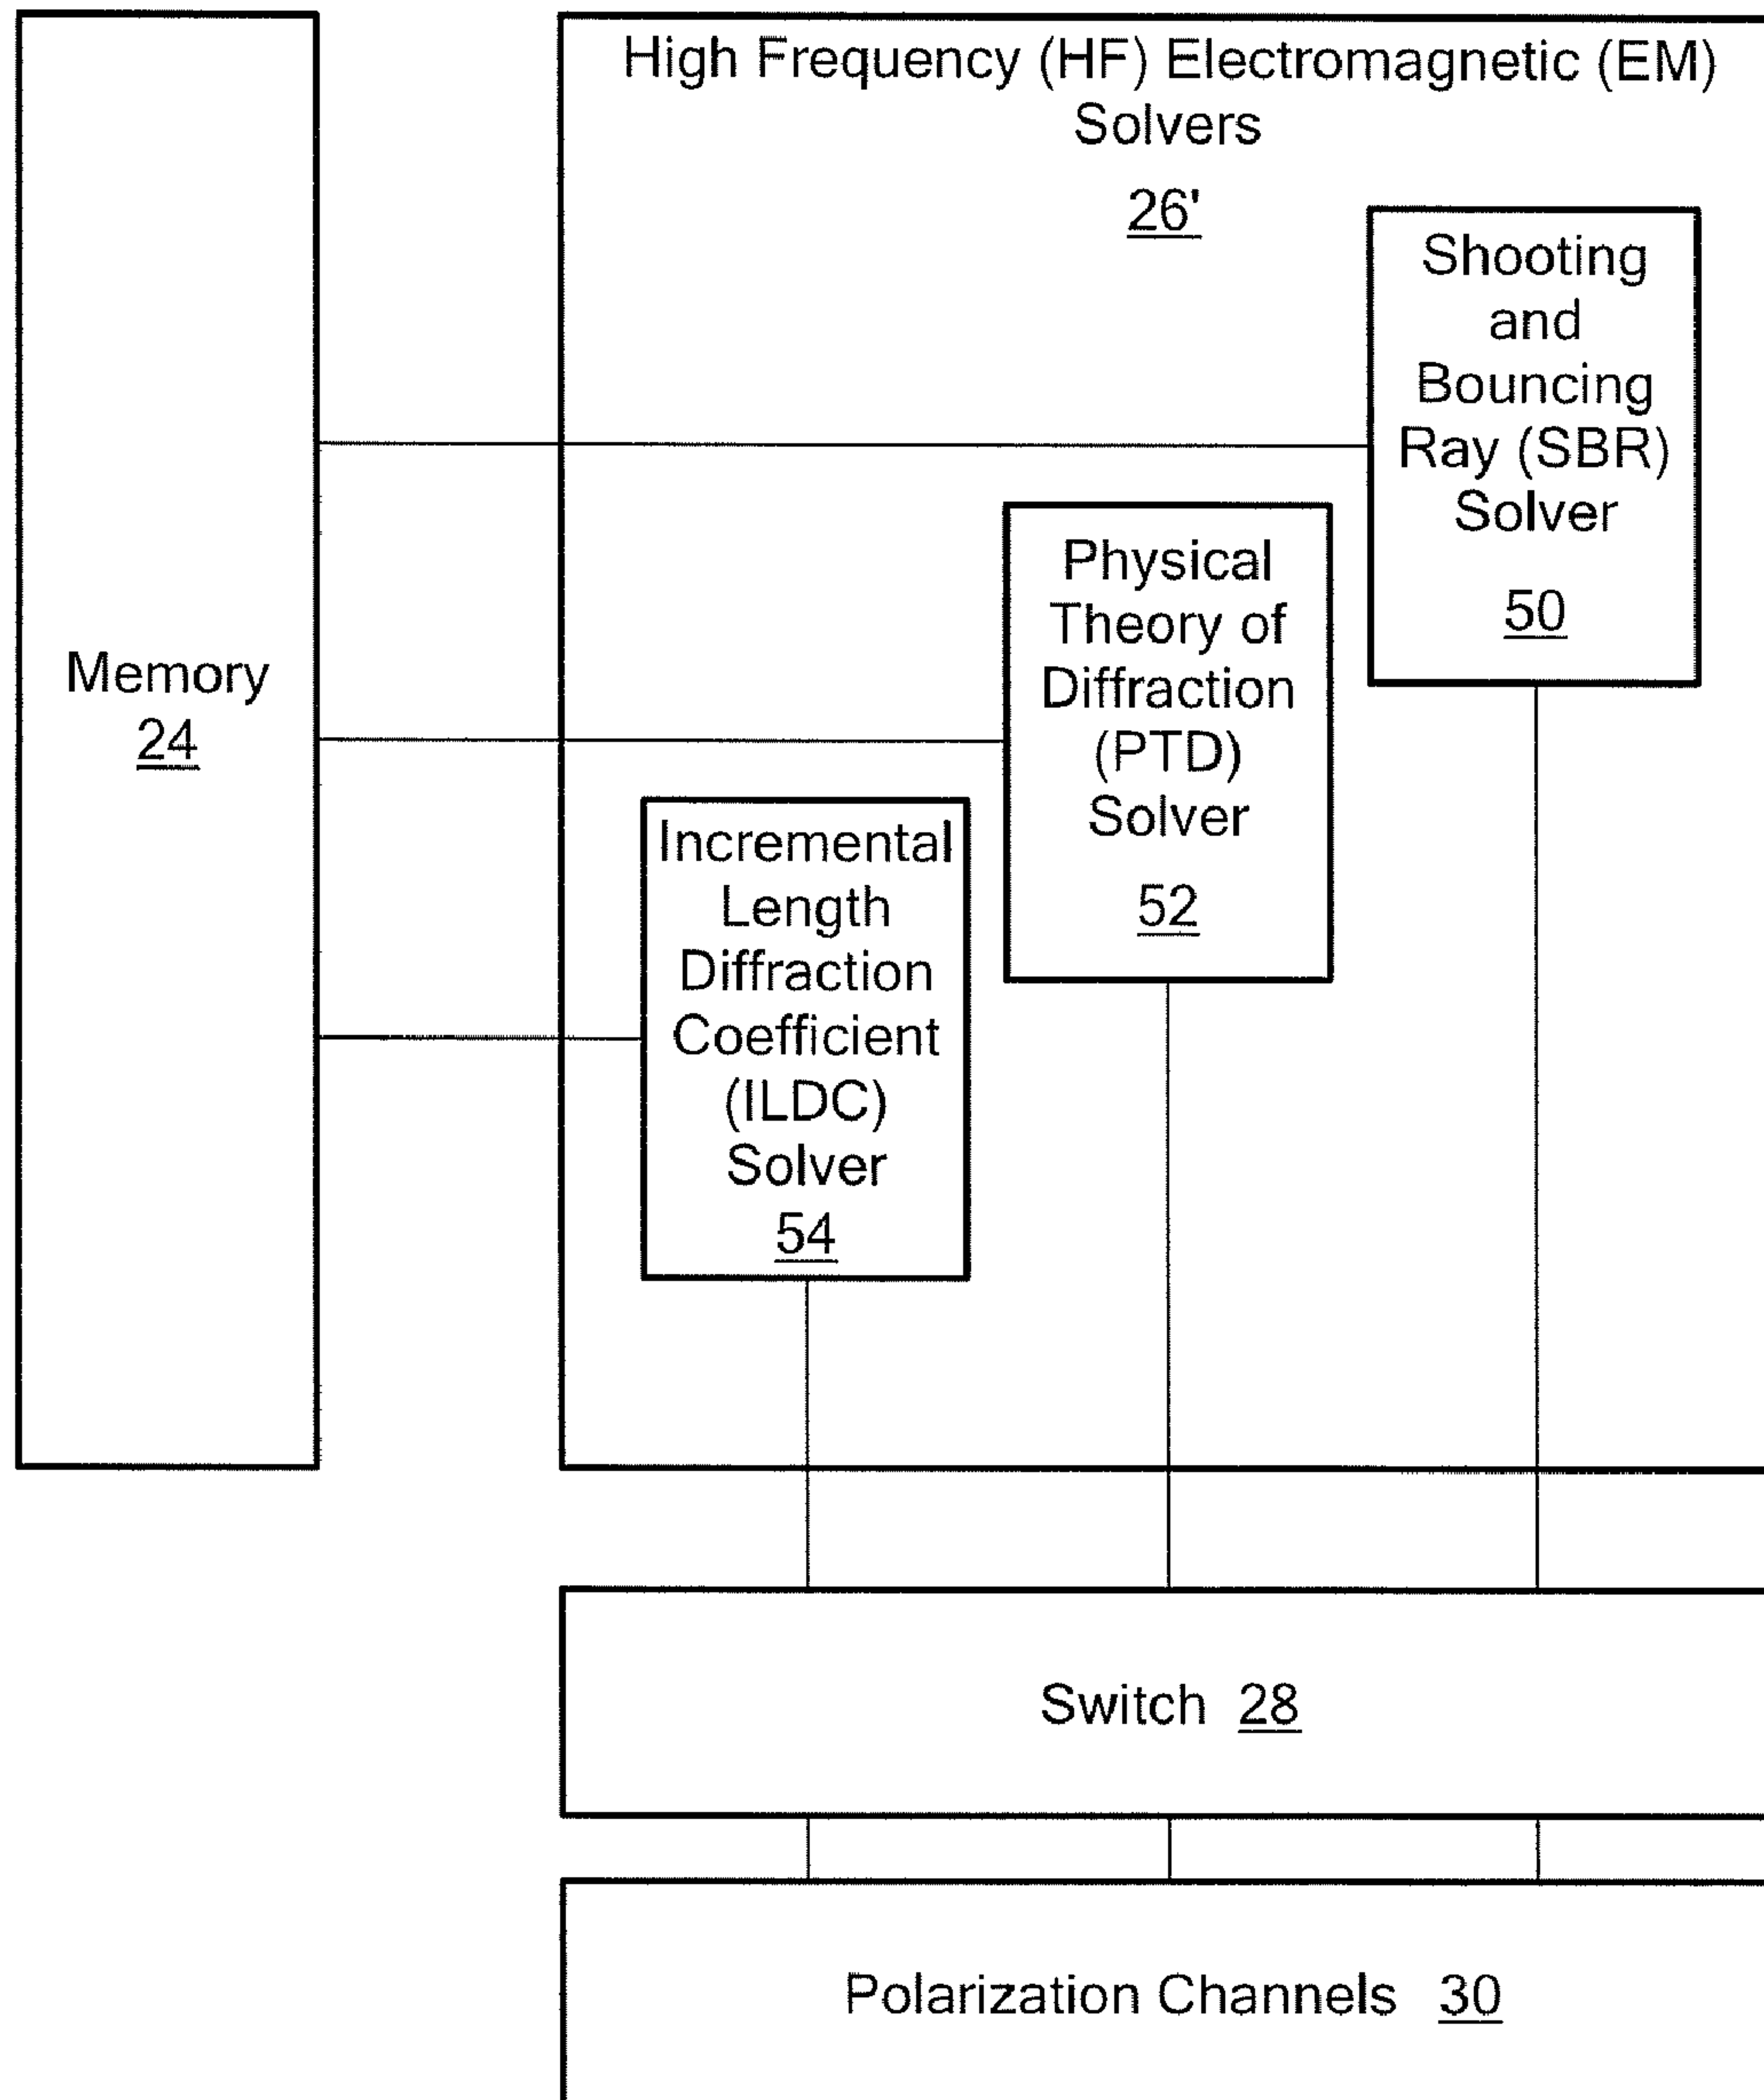 High Frequency (HF) Electromagnetic (EM)
Solvers
26'
Shooting
and
Bouncing
Ray (SBR)
Solver
50
Physical
Theory of
Diffraction
(PTD)
Solver
52
Memory
24
Incremental
Length
Diffraction
Coefficient
(ILDC)
Solver
54
Switch 28
Polarization Channels 30